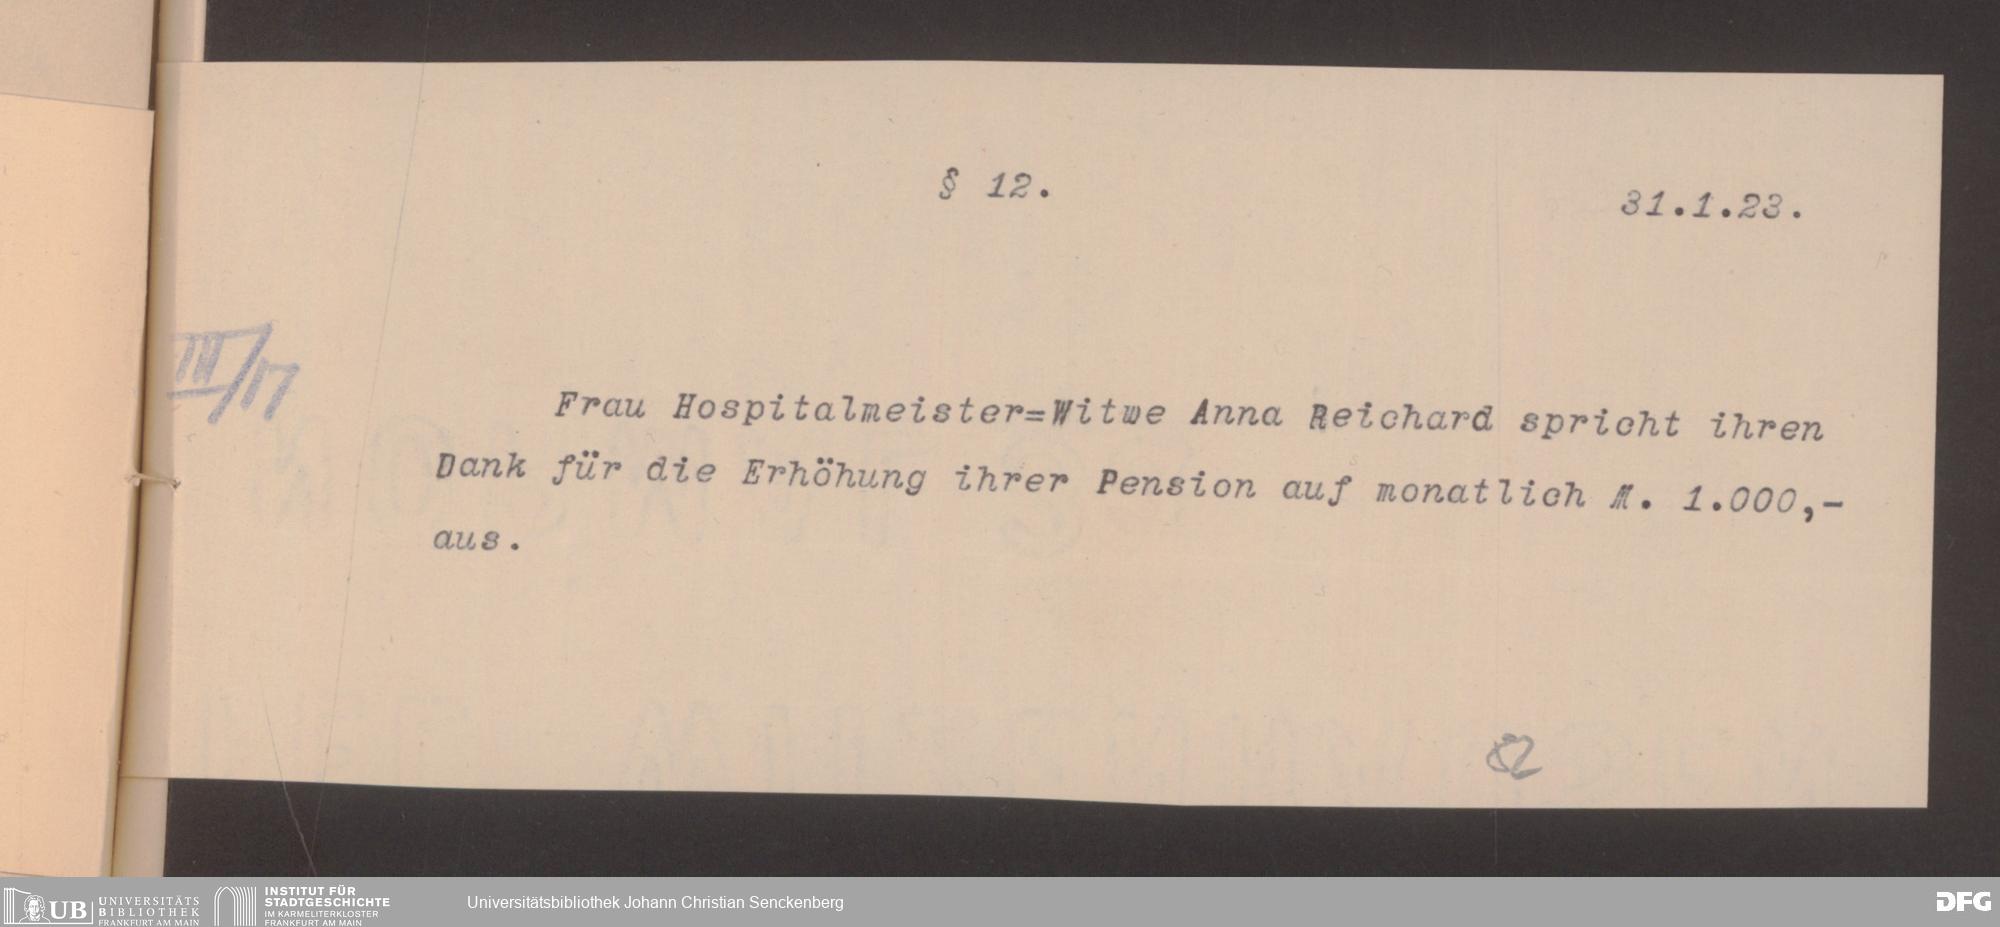 § 12.
31.1.23.
III/17
Frau Hospitalmeister=Witwe Anna Reichard spricht ihren
Dank für die Erhöhung ihrer Pension auf monatlich M. 1.000,-
aus.
82
UB UNIVERSITÄTS
BIBLIOTHEK
FRANKFURT AM MAIN
INSTITUT FÜR
STADTGESCHICHTE
IM KARMELITERKLOSTER
FRANKFURT AM MAIN
Universitätsbibliothek Johann Christian Senckenberg
DFG